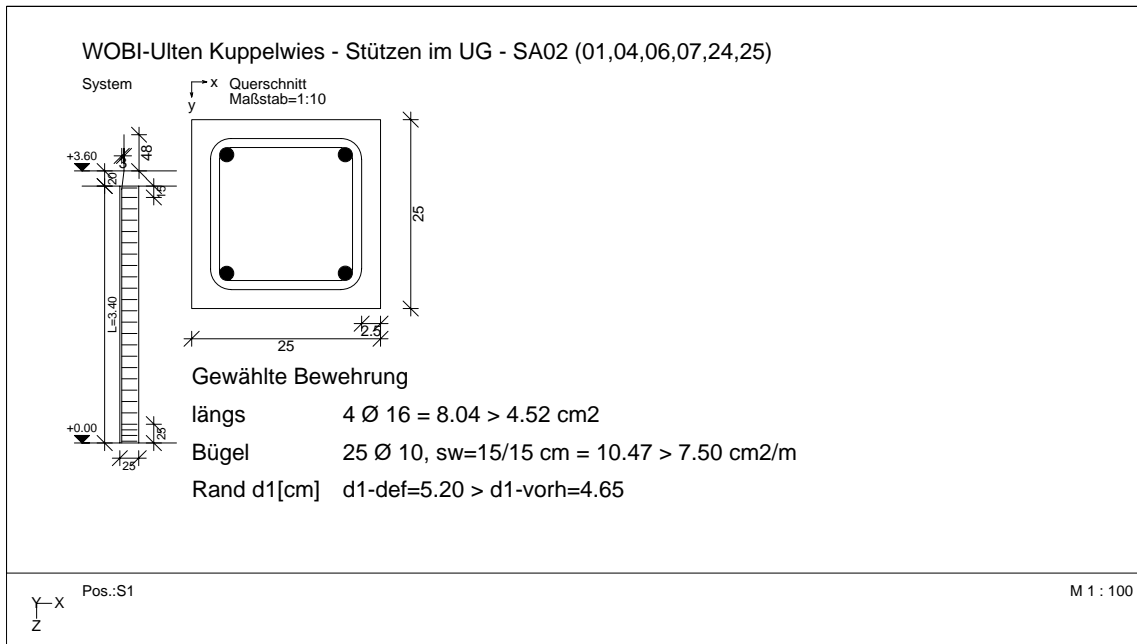 WOBI-Ulten Kuppelwies - Stützen im UG - SA02 (01,04,06,07,24,25)
System
x
y
Querschnitt
Maßstab=1:10
+3.60
48
3
20
15
L=3.40
+0.00
25
25
25
2.5
25
Gewählte Bewehrung
längs 4 Ø 16 = 8.04 > 4.52 cm2
Bügel 25 Ø 10, sw=15/15 cm = 10.47 > 7.50 cm2/m
Rand d1[cm] d1-def=5.20 > d1-vorh=4.65
Pos.:S1
M 1 : 100
Y X
Z